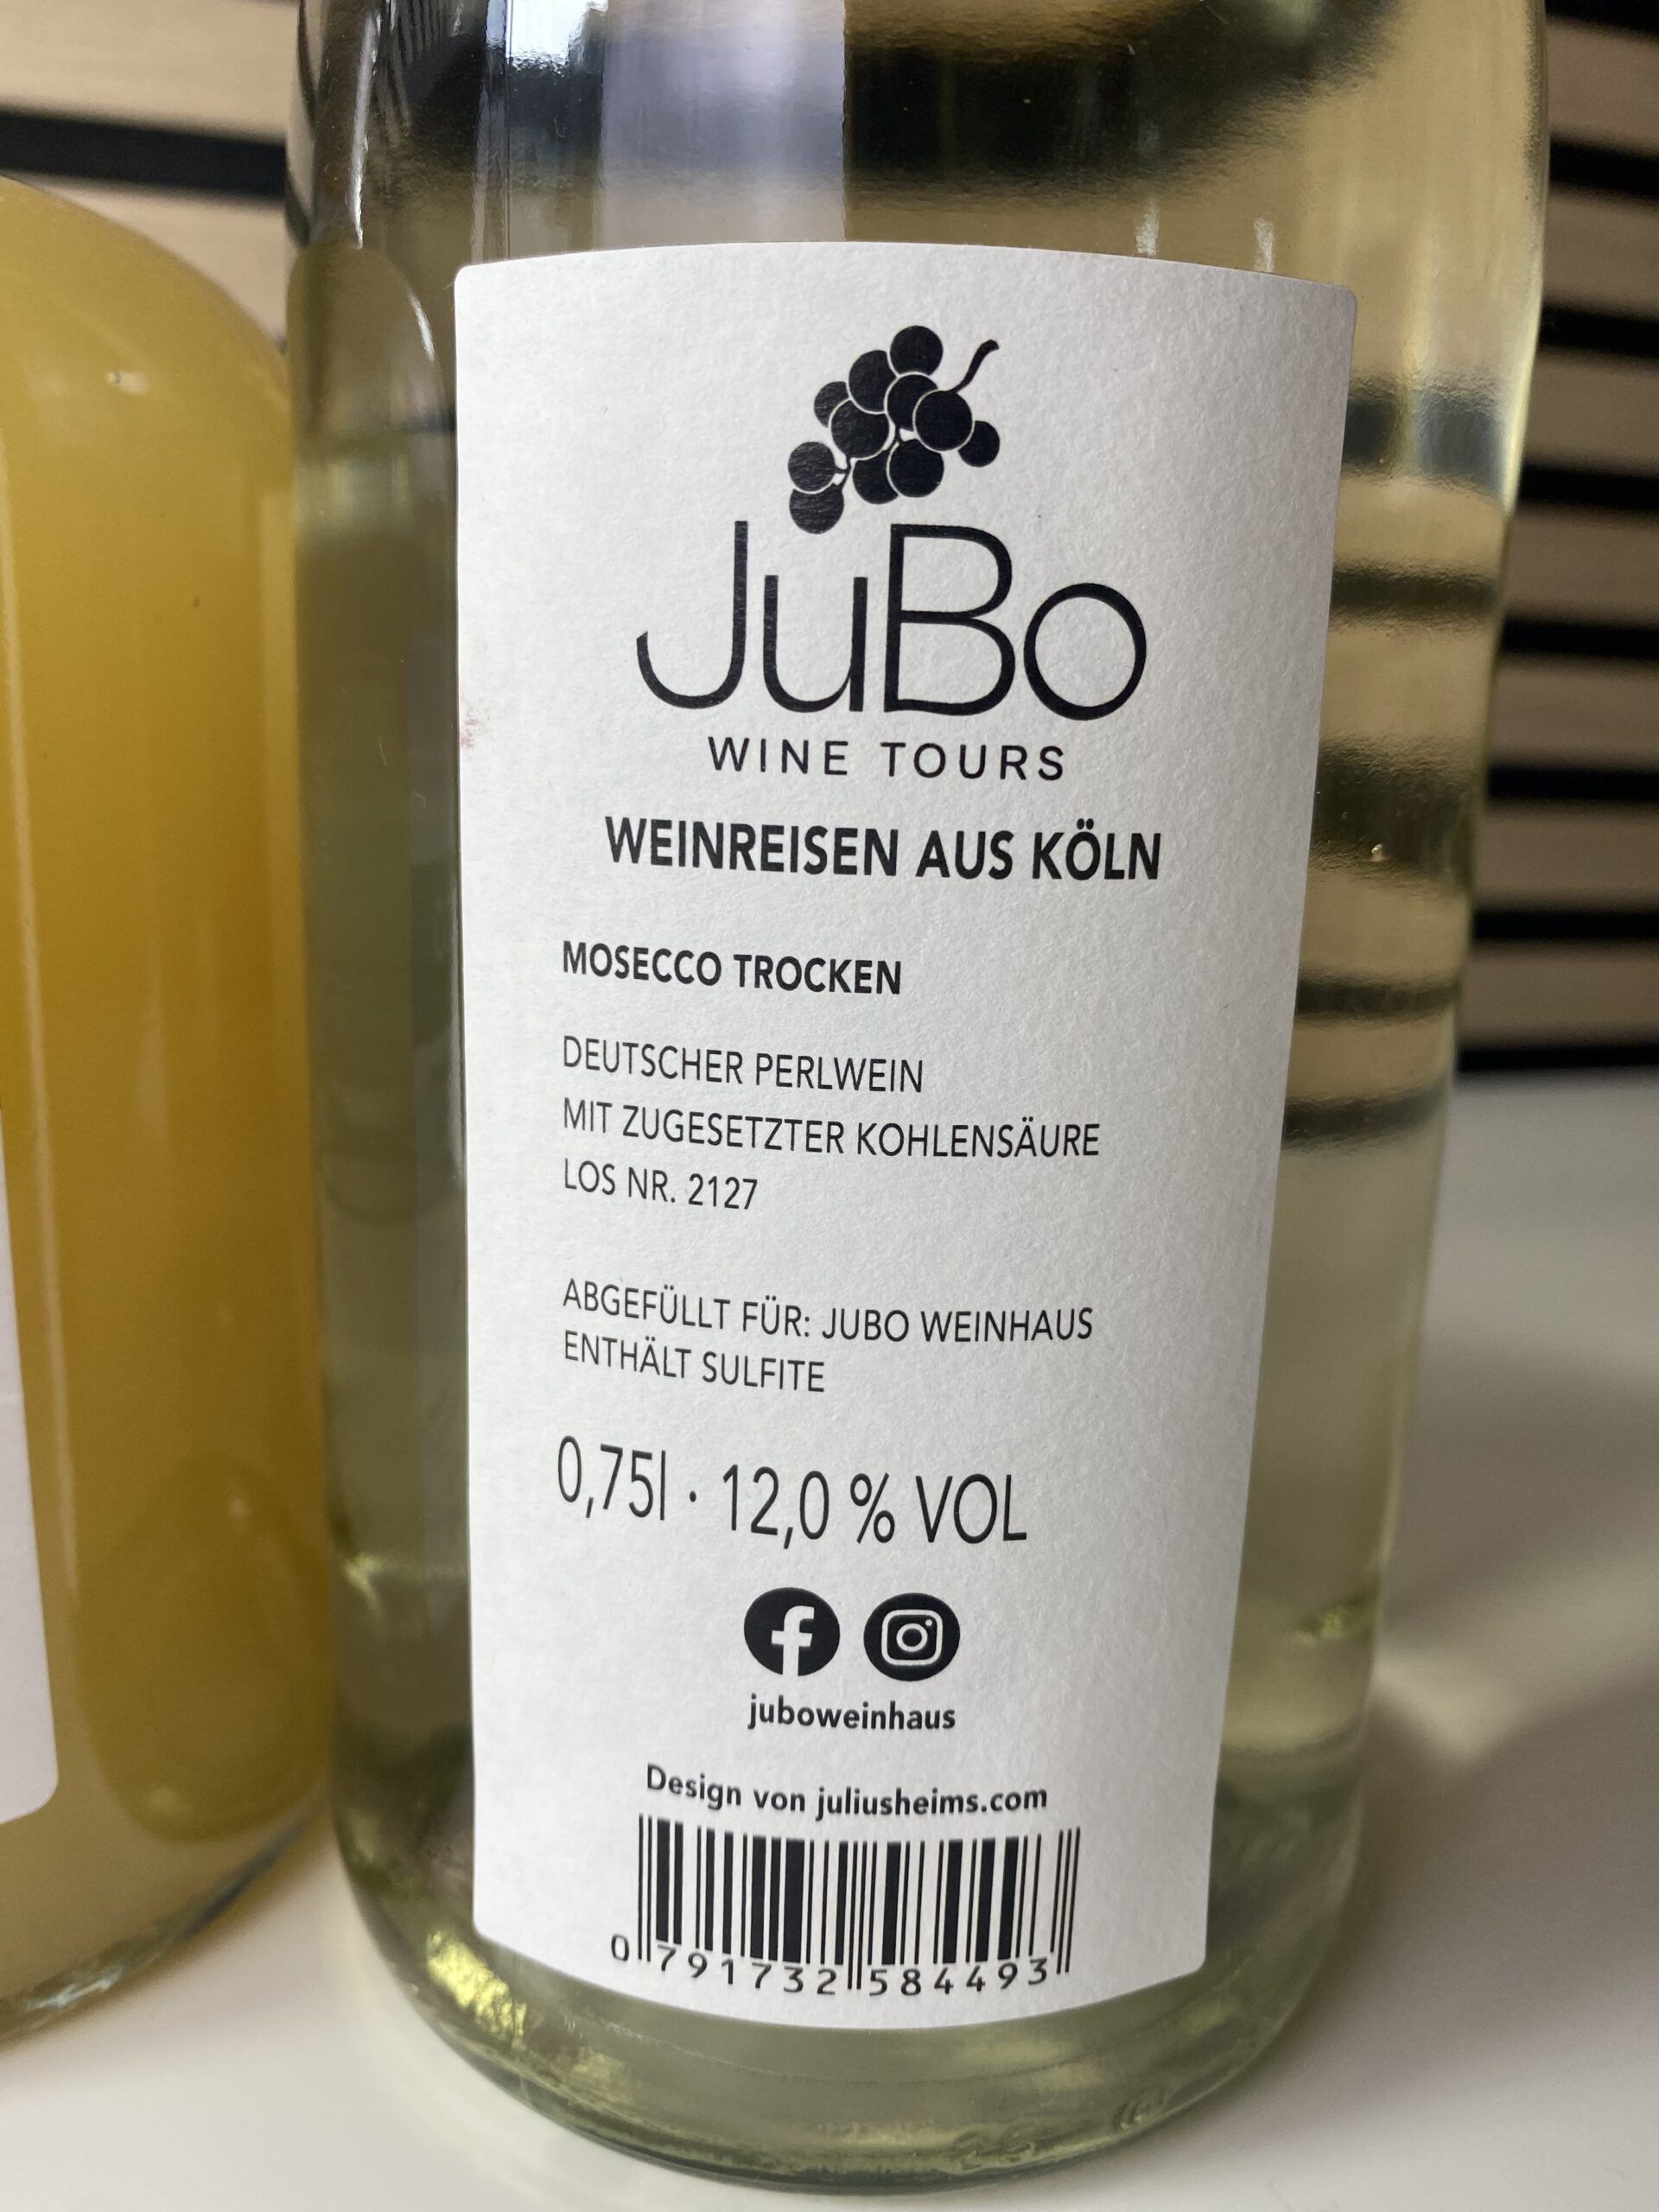 JuBo
WINE TOURS
WEINREISEN AUS KÖLN
MOSECCO TROCKEN
DEUTSCHER PERLWEIN
MIT ZUGESETZTER KOHLENSÄURE
LOS NR. 2127
ABGEFÜLLT FÜR: JUBO WEINHAUS
ENTHÄLT SULFITE
0,75l · 12,0 % VOL
juboweinhaus
Design von juliusheims.com
0 791732 584493